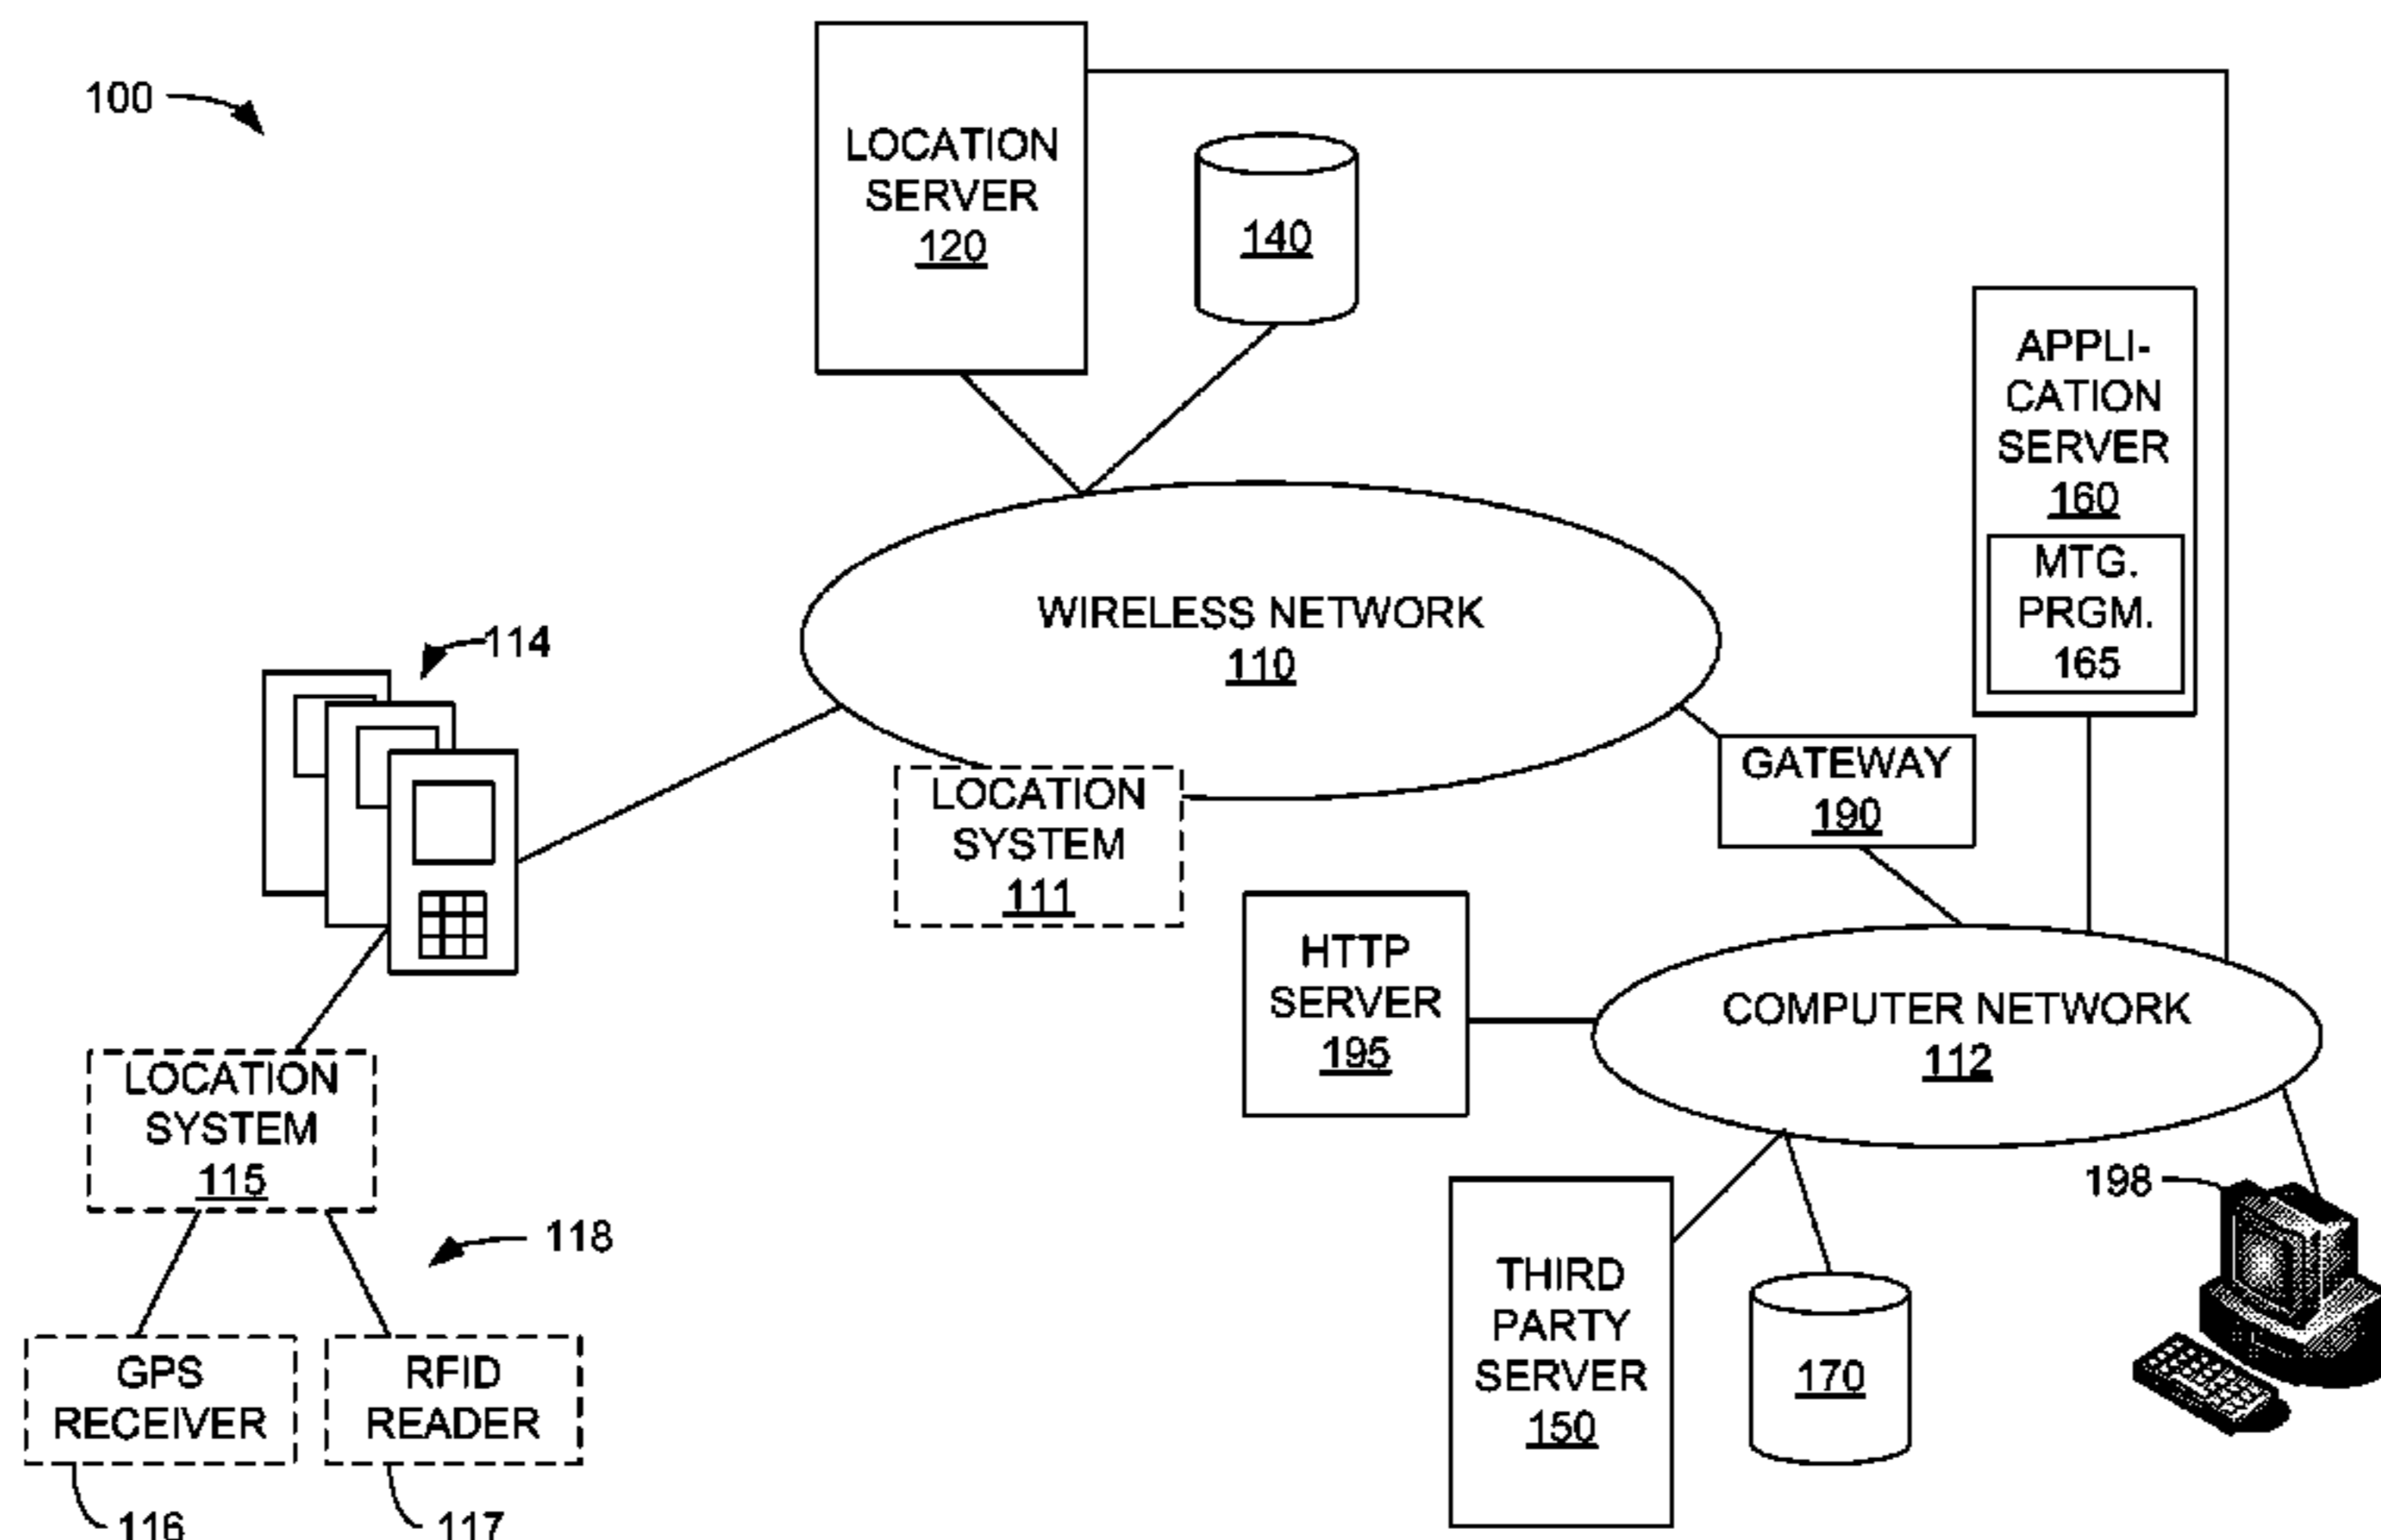 100
LOCATION
SERVER
120
140
APPLI-
CATION
SERVER
160
MTG.
PRGM.
165
WIRELESS NETWORK
110
114
LOCATION
SYSTEM
111
GATEWAY
190
HTTP
SERVER
195
COMPUTER NETWORK
112
LOCATION
SYSTEM
115
118
GPS
RECEIVER
116
RFID
READER
117
THIRD
PARTY
SERVER
150
170
198